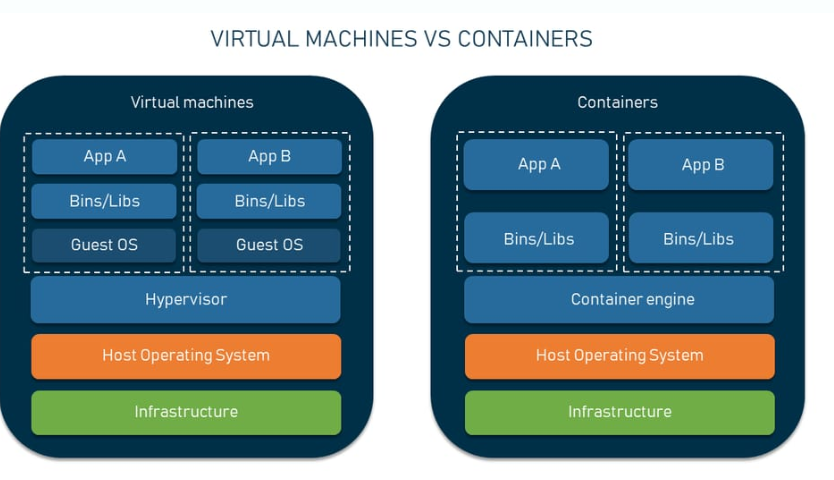 VIRTUAL MACHINES VS CONTAINERS
Virtual machines
App A
App B
Bins/Libs
Bins/Libs
Guest OS
Guest OS
Hypervisor
Host Operating System
Infrastructure
Containers
App A
App B
Bins/Libs
Bins/Libs
Container engine
Host Operating System
Infrastructure